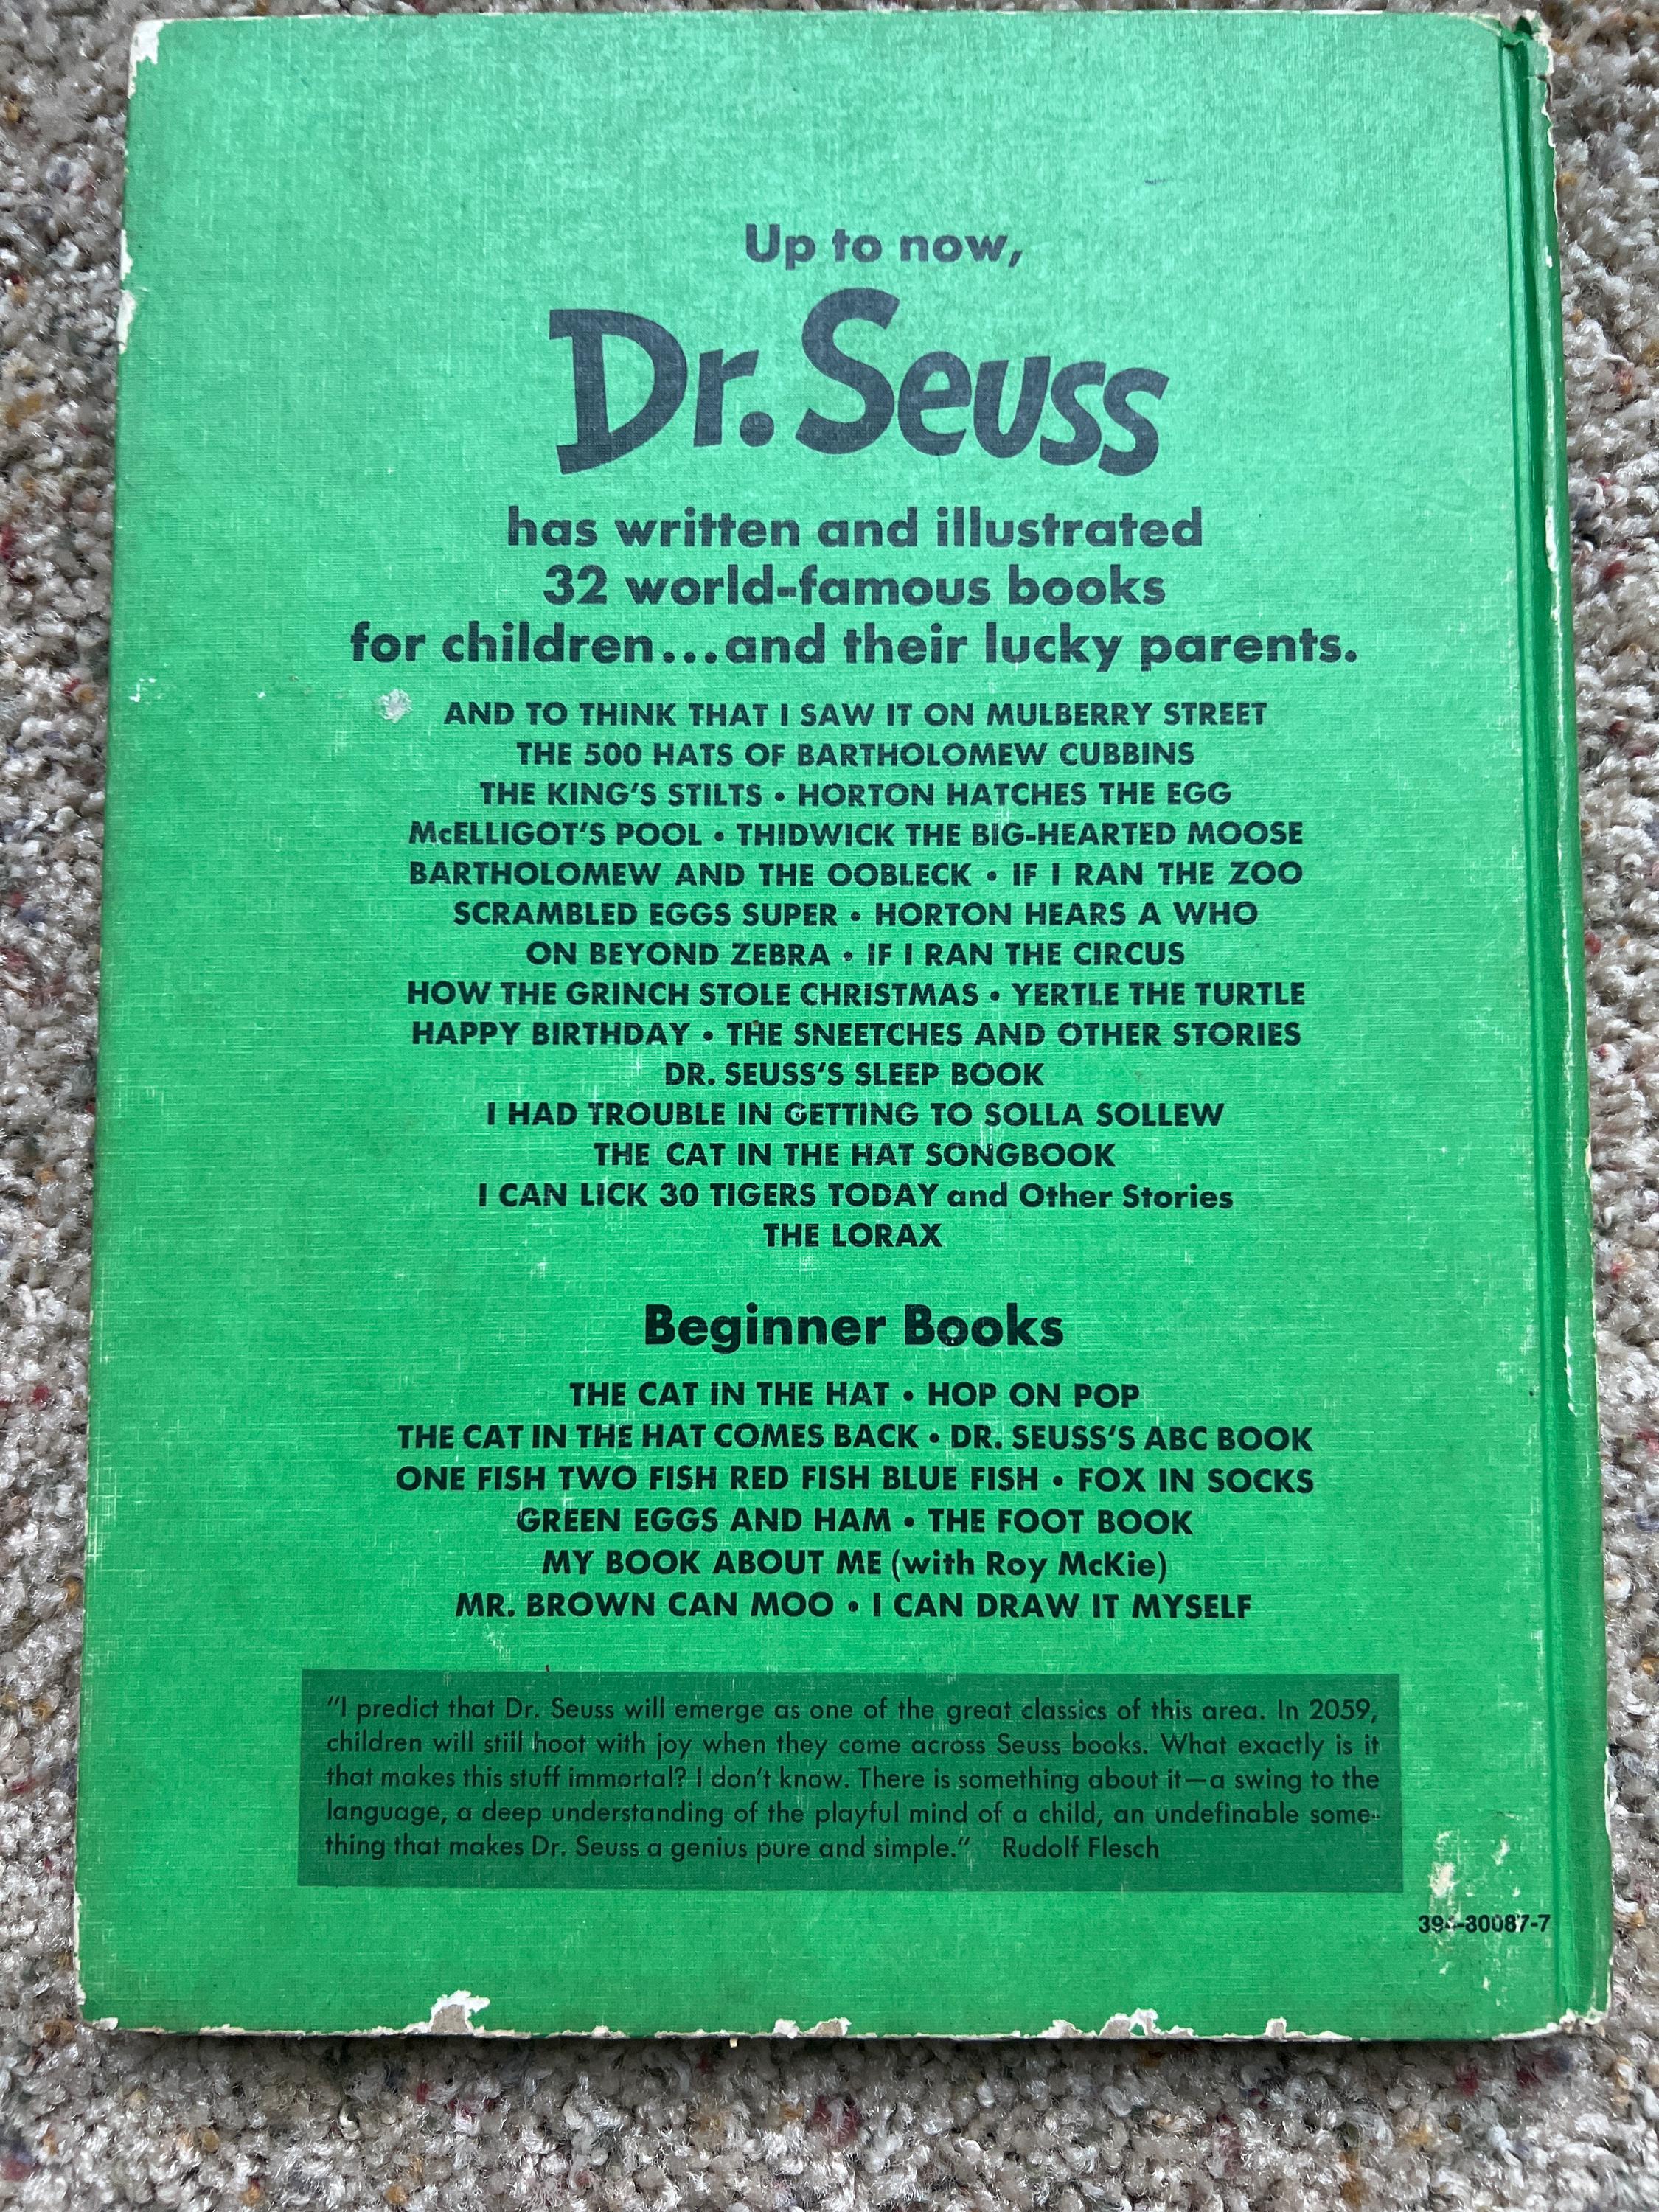 Up to now,
Dr. Seuss
has written and illustrated
32 world-famous books
for children...and their lucky parents.
AND TO THINK THAT I SAW IT ON MULBERRY STREET
THE 500 HATS OF BARTHOLOMEW CUBBINS
THE KING'S STILTS • HORTON HATCHES THE EGG
McELLIGOT'S POOL • THIDWICK THE BIG-HEARTED MOOSE
BARTHOLOMEW AND THE OOBLECK • IF I RAN THE ZOO
SCRAMBLED EGGS SUPER • HORTON HEARS A WHO
ON BEYOND ZEBRA • IF I RAN THE CIRCUS
HOW THE GRINCH STOLE CHRISTMAS • YERTLE THE TURTLE
HAPPY BIRTHDAY • THE SNEETCHES AND OTHER STORIES
DR. SEUSS'S SLEEP BOOK
I HAD TROUBLE IN GETTING TO SOLLA SOLLEW
THE CAT IN THE HAT SONGBOOK
I CAN LICK 30 TIGERS TODAY and Other Stories
THE LORAX
Beginner Books
THE CAT IN THE HAT • HOP ON POP
THE CAT IN THE HAT COMES BACK • DR. SEUSS'S ABC BOOK
ONE FISH TWO FISH RED FISH BLUE FISH • FOX IN SOCKS
GREEN EGGS AND HAM • THE FOOT BOOK
MY BOOK ABOUT ME (with Roy McKie)
MR. BROWN CAN MOO • I CAN DRAW IT MYSELF
"I predict that Dr. Seuss will emerge as one of the great classics of this area. In 2059,
children will still hoot with joy when they come across Seuss books. What exactly is it
that makes this stuff immortal? I don't know. There is something about it—a swing to the
language, a deep understanding of the playful mind of a child, an undefinable some-
thing that makes Dr. Seuss a genius pure and simple." Rudolf Flesch
394-80087-7